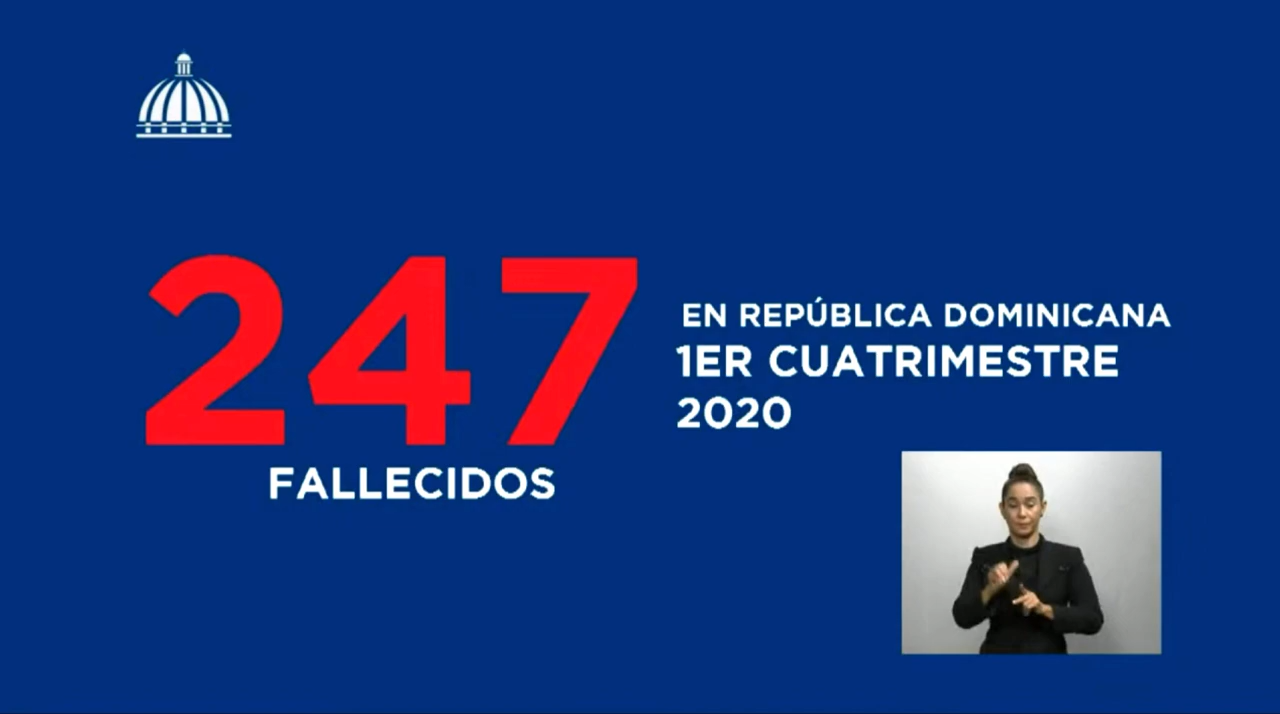 247
FALLECIDOS
EN REPÚBLICA DOMINICANA
1ER CUATRIMESTRE
2020